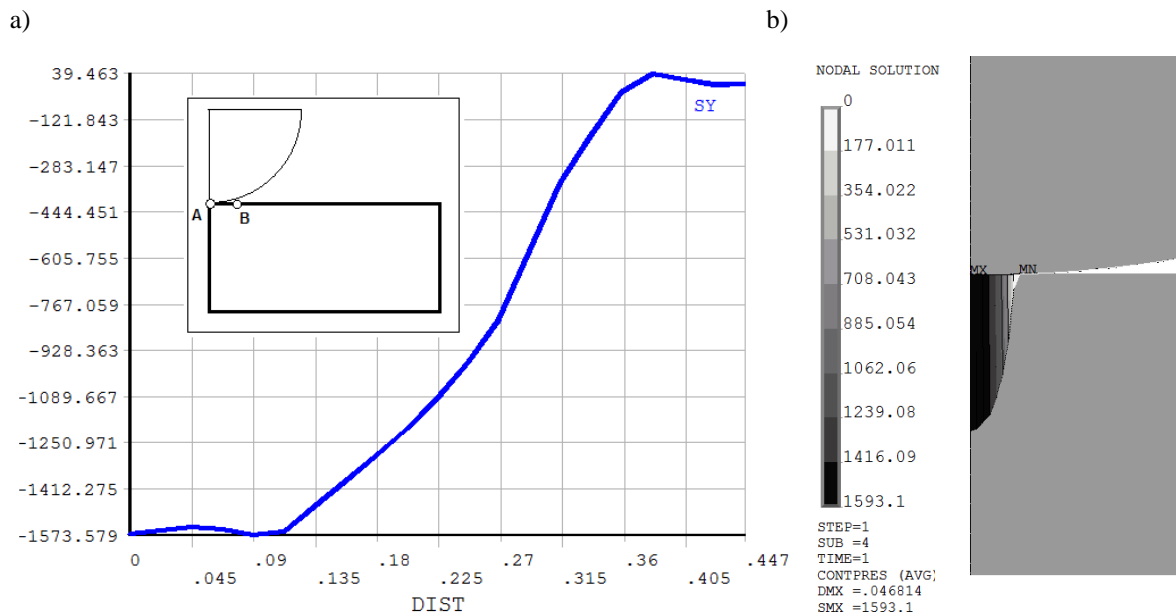 a)
39.463
-121.843
-283.147
-444.451
-605.755
-767.059
-928.363
-1089.667
-1250.971
-1412.275
-1573.579
0
.045
.09
.135
.18
.225
.27
.315
.36
.405
.447
DIST
SY
A
B
b)
NODAL SOLUTION
0
177.011
354.022
531.032
708.043
885.054
1062.06
1239.08
1416.09
1593.1
STEP=1
SUB =4
TIME=1
CONTPRES (AVG)
DMX =.046814
SMX =1593.1
MX
MN